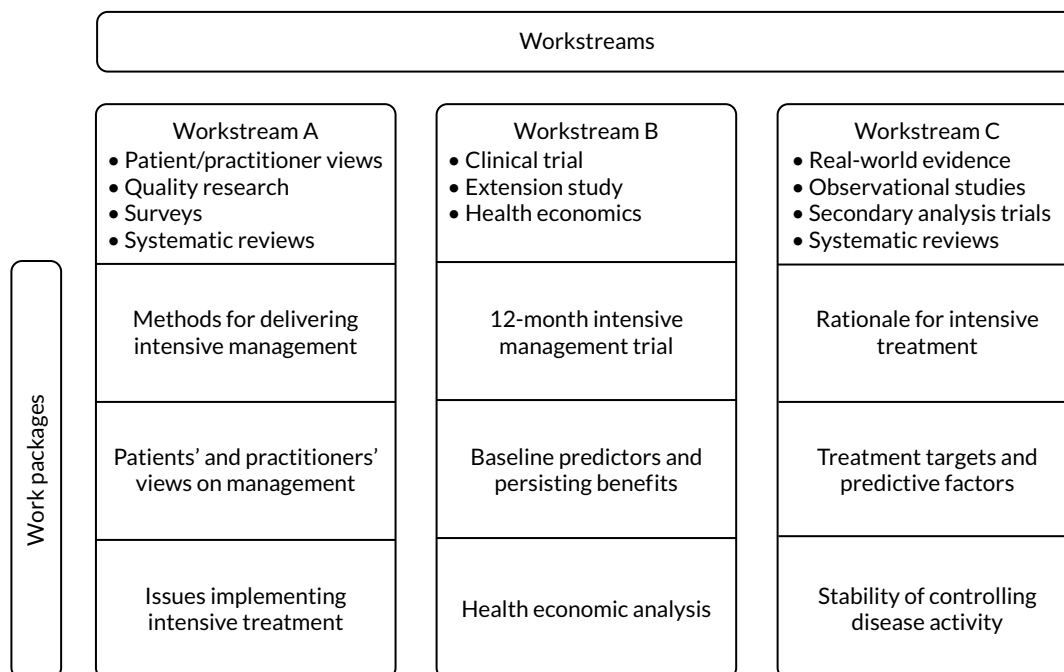 Workstreams
Workstream A
• Patient/practitioner views
• Quality research
• Surveys
• Systematic reviews
Workstream B
• Clinical trial
• Extension study
• Health economics
Workstream C
• Real-world evidence
• Observational studies
• Secondary analysis trials
• Systematic reviews
Work packages
Methods for delivering
intensive management
12-month intensive
management trial
Rationale for intensive
treatment
Patients’ and practitioners’
views on management
Baseline predictors and
persisting benefits
Treatment targets and
predictive factors
Issues implementing
intensive treatment
Health economic analysis
Stability of controlling
disease activity